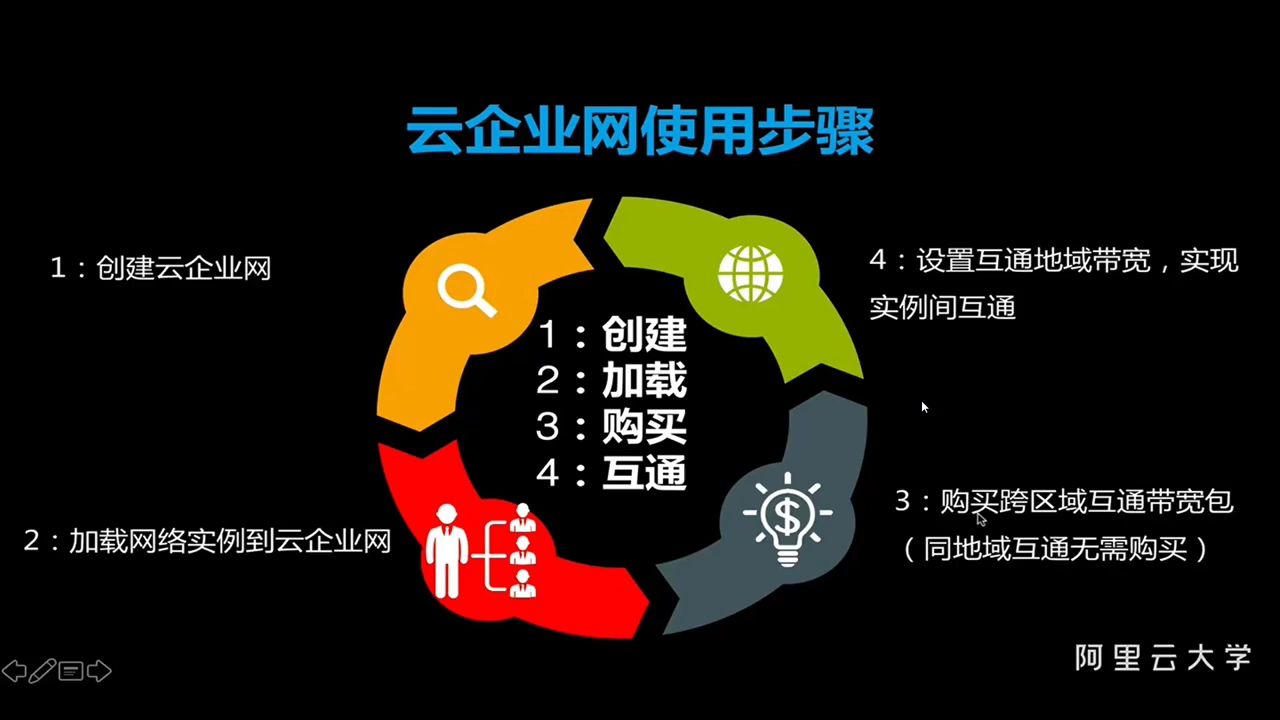 云企业网使用步骤
1：创建云企业网
2：加载网络实例到云企业网
1：创建
2：加载
3：购买
4：互通
4：设置互通地域带宽，实现
实例间互通
3：购买跨区域互通带宽包
（同地域互通无需购买）
阿里云大学